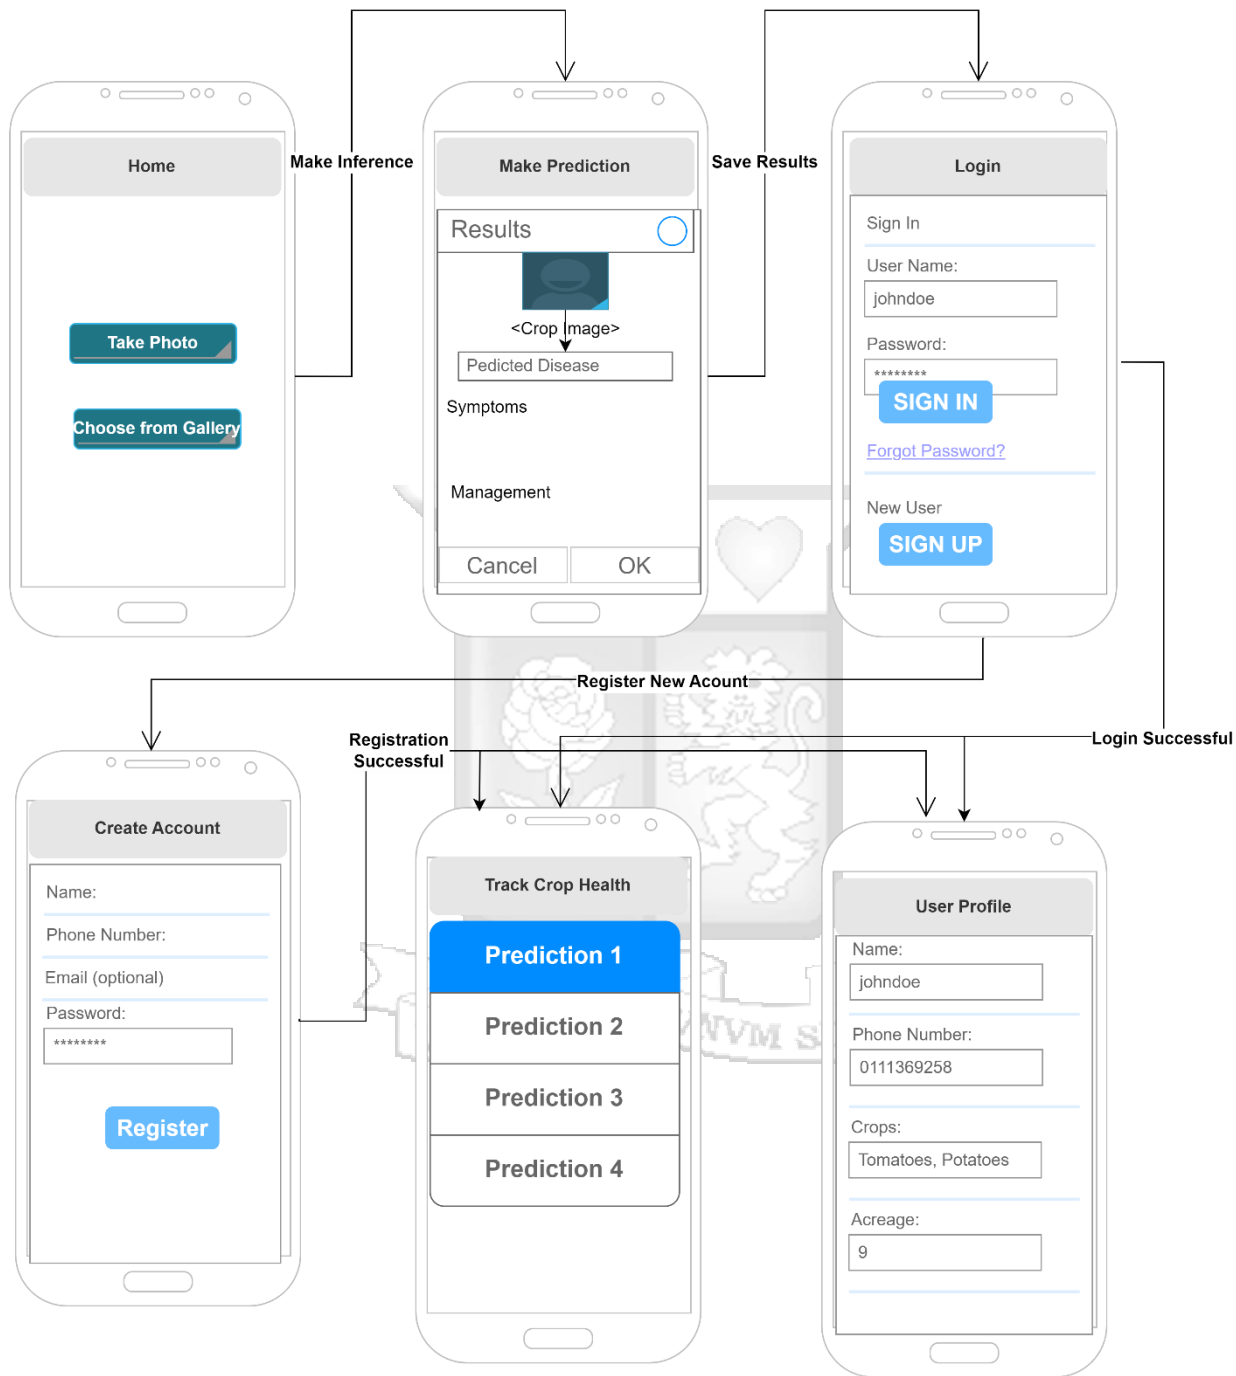 Home
Take Photo
Choose from Gallery
Make Inference
Make Prediction
Results
<Crop Image>
Pedicted Disease
Symptoms
Management
Cancel
OK
Save Results
Login
Sign In
User Name:
johndoe
Password:
********
SIGN IN
Forgot Password?
New User
SIGN UP
Register New Acount
Login Successful
Registration
Successful
Create Account
Name:
Phone Number:
Email (optional)
Password:
********
Register
Track Crop Health
Prediction 1
Prediction 2
Prediction 3
Prediction 4
User Profile
Name:
johndoe
Phone Number:
0111369258
Crops:
Tomatoes, Potatoes
Acreage:
9